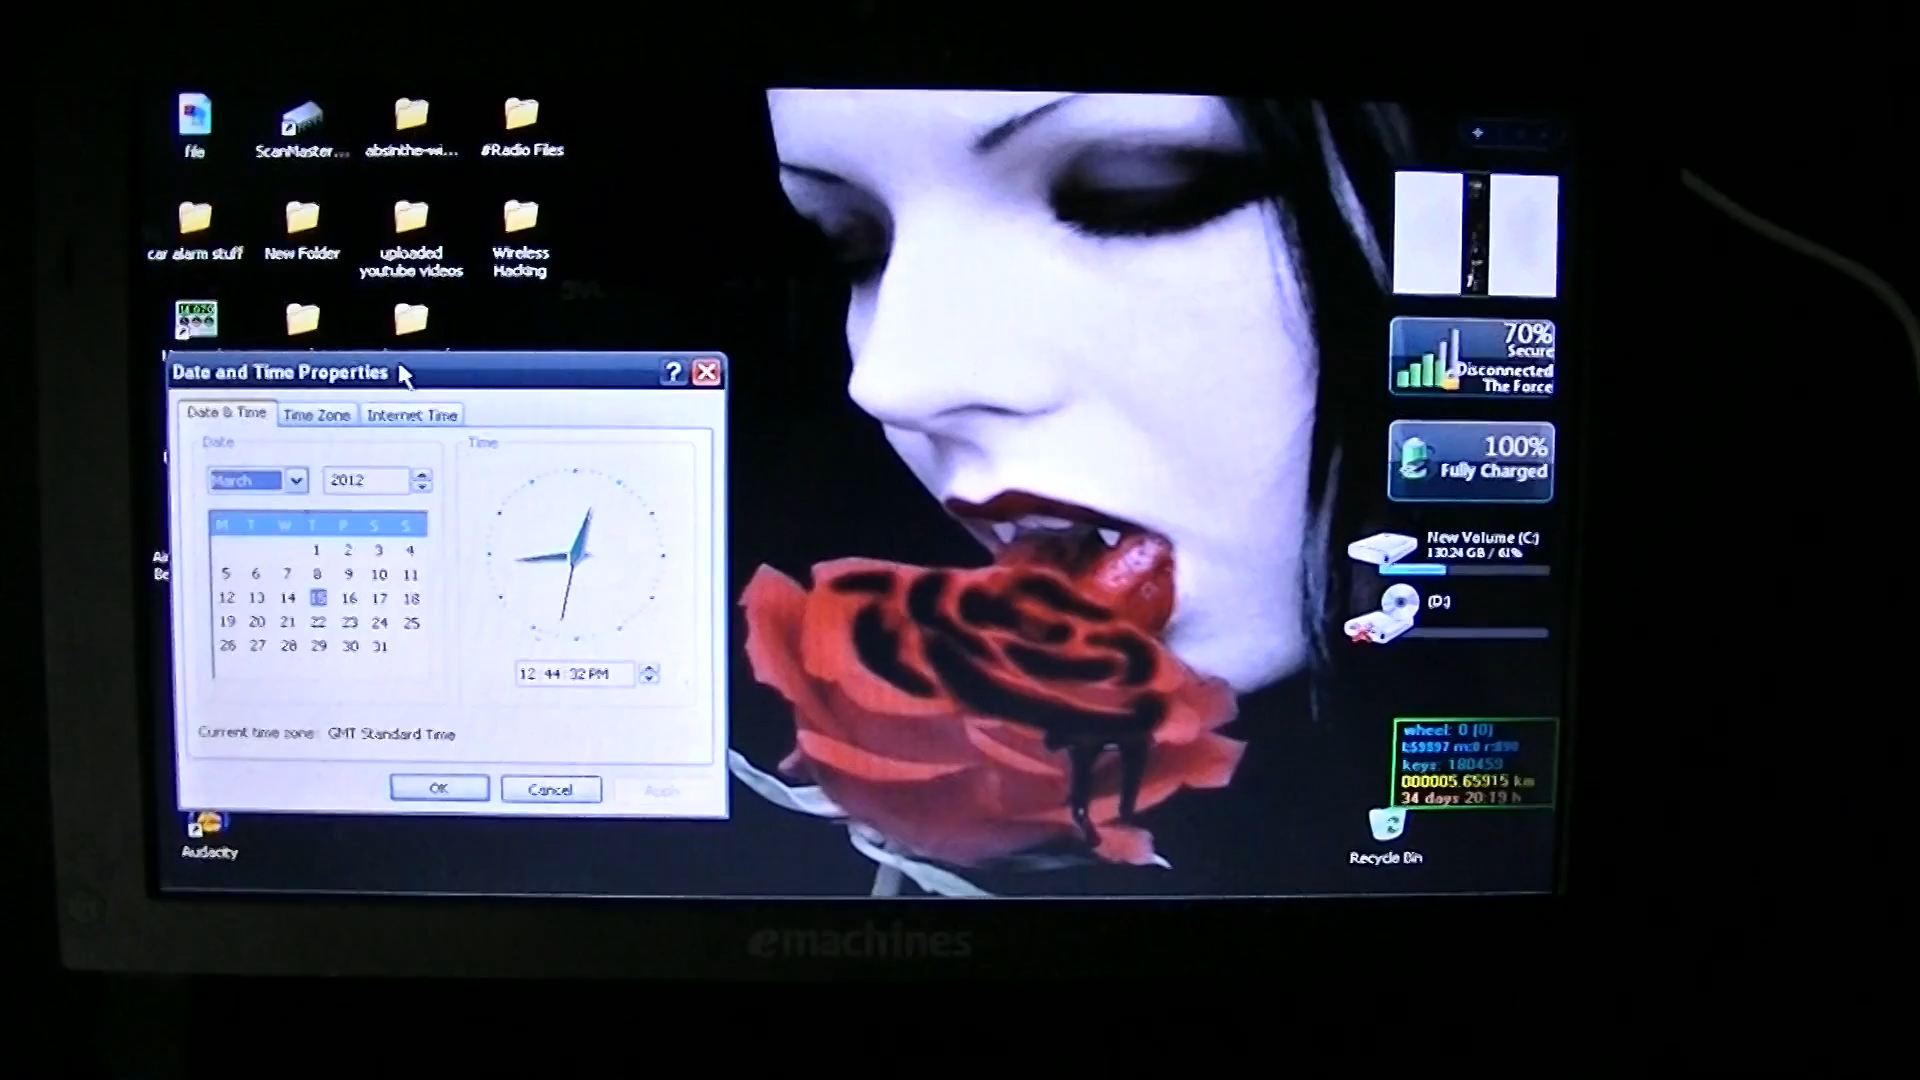 file
ScanMaster...
absinthe-wi...
#Radio Files
car alarm stuff
New Folder
uploaded
youtube videos
Wireless
Hacking
Date and Time Properties
Date & Time
Time Zone
Internet Time
Date
Time
March
2012
M T W T F S S
1 2 3 4
5 6 7 8 9 10 11
12 13 14 15 16 17 18
19 20 21 22 23 24 25
26 27 28 29 30 31
12:44:32 PM
Current time zone: GMT Standard Time
OK
Cancel
Apply
Audacity
70%
Secure
Disconnected
The Force
100%
Fully Charged
New Volume (C:)
130.24 GB / 61%
(D:)
wheel: 0 (0)
keys: 180459
000005.65915 km
34 days 20:19 h
Recycle Bin
emachines